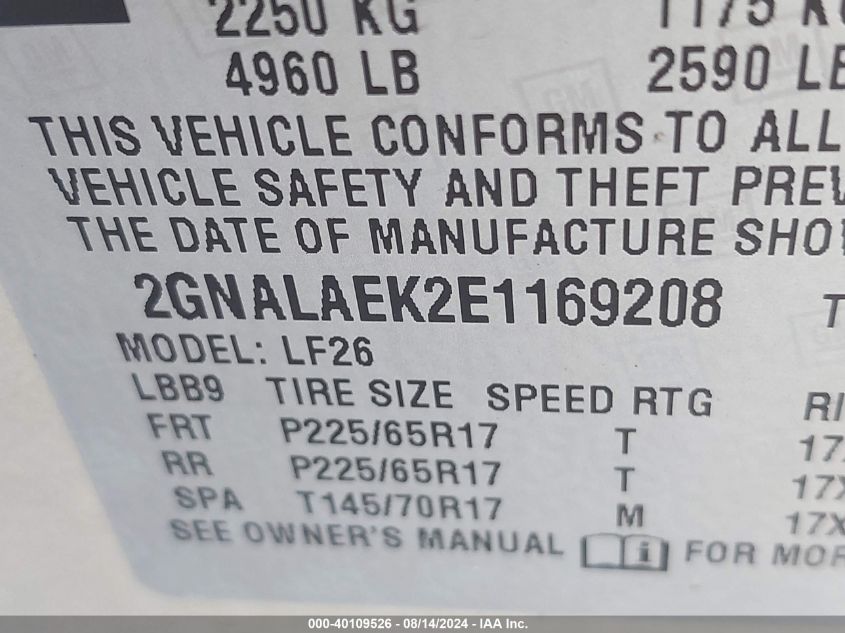 2250 KG
4960 LB 2590 LB
THIS VEHICLE CONFORMS TO ALL
VEHICLE SAFETY AND THEFT
THE DATE OF MANUFACTURE
2GNALAEK2E1169208 T
MODEL: LF26
LBB9 TIRE SIZE SPEED RTG
FRT P225/65R17 T
RR P225/65R17 T
SPA T145/70R17 M
SEE OWNER'S MANUAL i FOR
000-40109526 - 08/14/2024 - IAA Inc.